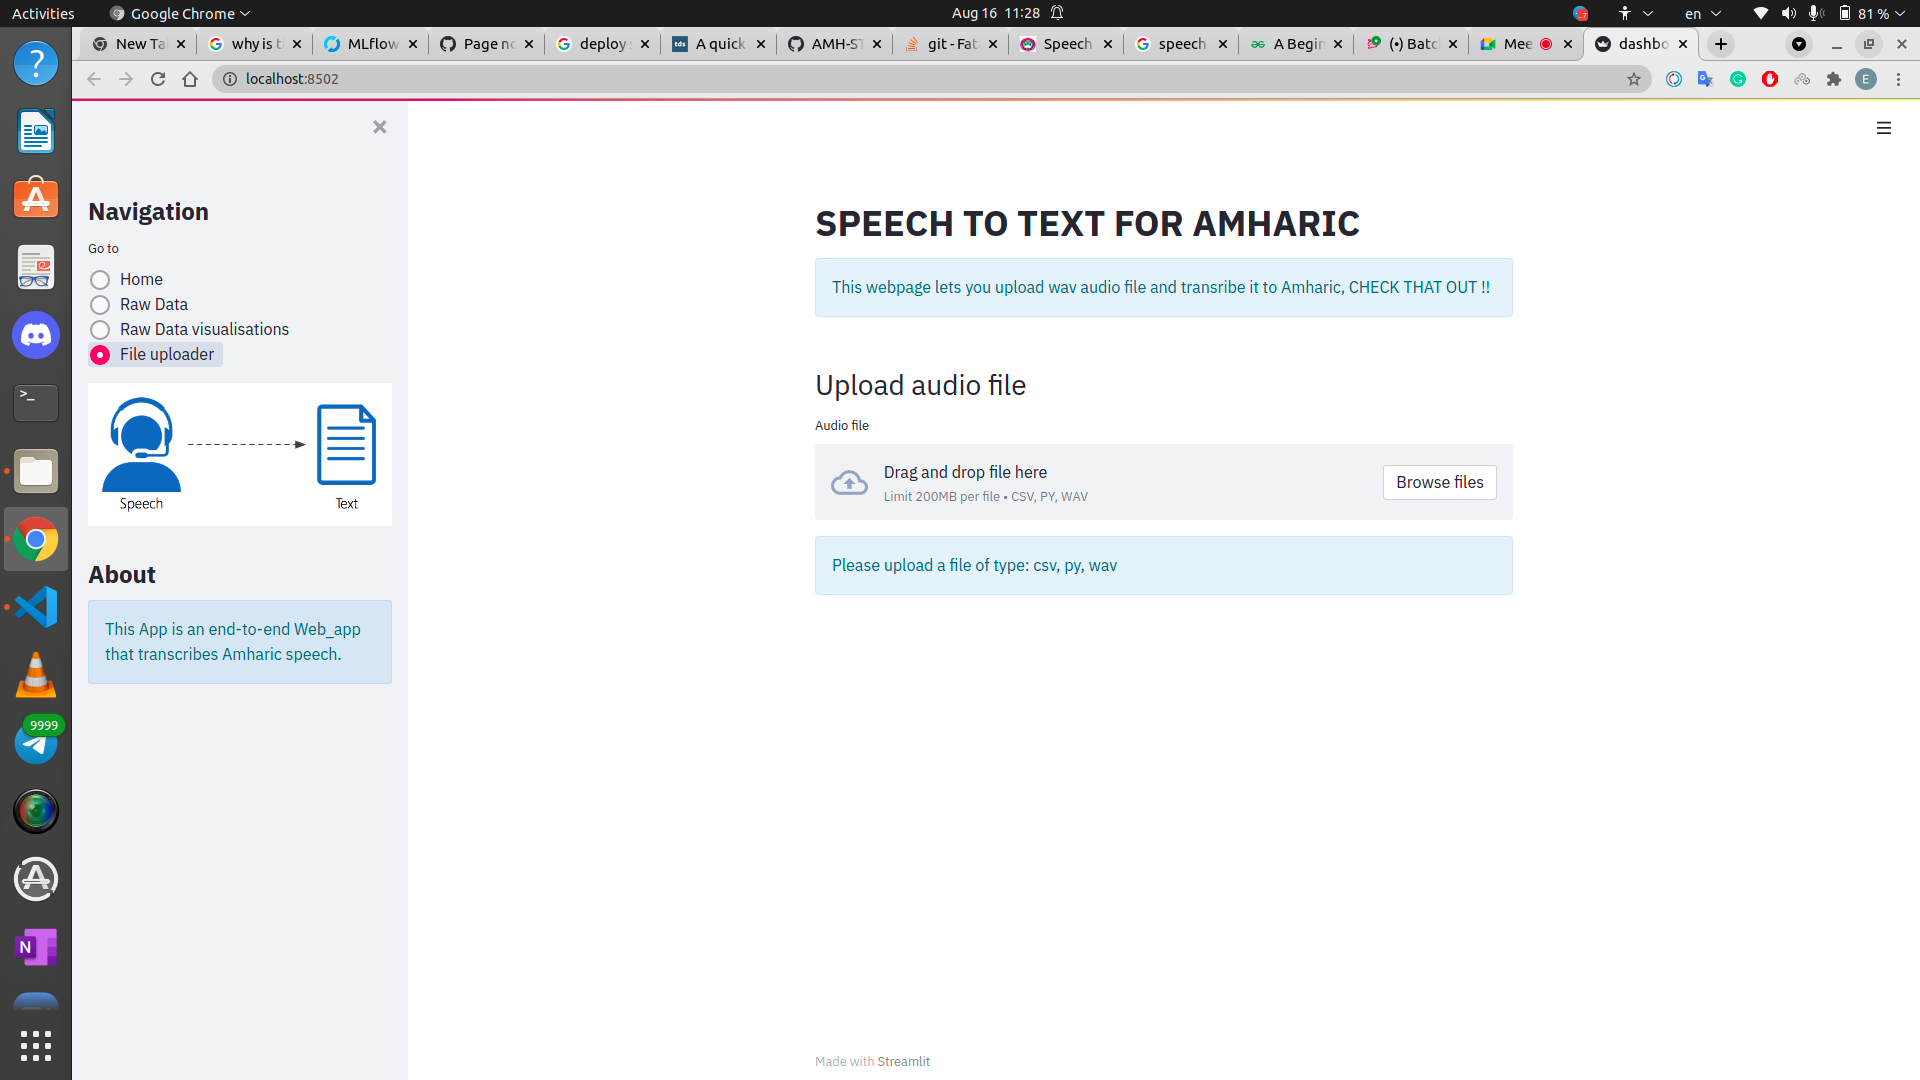 Activities
Google Chrome
Aug 16 11:28
en
81 %
New Ta
why is t
MLflow
Page no
deploy
A quick
AMH-ST
git - Fat
Speech
speech
A Begin
(•) Batc
Mee
dashbo
localhost:8502
E
Navigation
Go to
Home
Raw Data
Raw Data visualisations
File uploader
Speech
Text
About
This App is an end-to-end Web_app
that transcribes Amharic speech.
SPEECH TO TEXT FOR AMHARIC
This webpage lets you upload wav audio file and transribe it to Amharic, CHECK THAT OUT !!
Upload audio file
Audio file
Drag and drop file here
Limit 200MB per file • CSV, PY, WAV
Browse files
Please upload a file of type: csv, py, wav
Made with Streamlit
9999
N